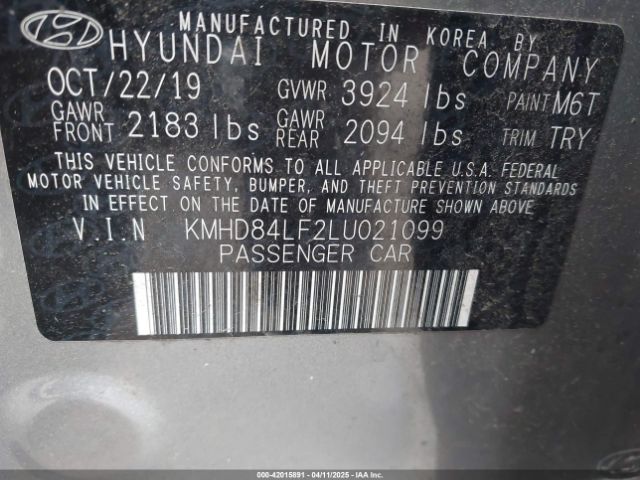 MANUFACTURED IN KOREA BY
HYUNDAI MOTOR COMPANY
OCT/22/19 GVWR 3924 lbs PAINT M6T
GAWR FRONT 2183 lbs GAWR REAR 2094 lbs TRIM TRY
THIS VEHICLE CONFORMS TO ALL APPLICABLE U.S.A. FEDERAL
MOTOR VEHICLE SAFETY, BUMPER, AND THEFT PREVENTION STANDARDS
IN EFFECT ON THE DATE OF MANUFACTURE SHOWN ABOVE
V.I.N KMHD84LF2LU021099
PASSENGER CAR
000-42015891 - 04/11/2025 - IAA Inc.